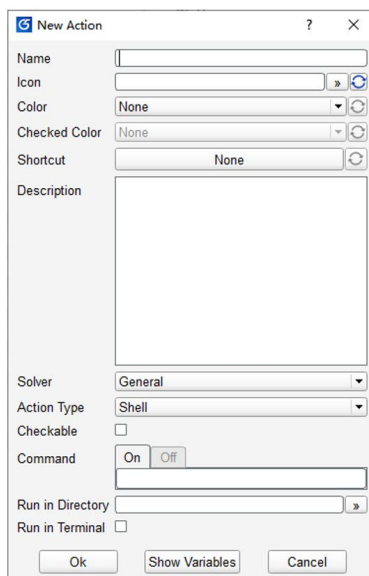 New Action ? ×
Name
Icon »
Color None
Checked Color None
Shortcut None
Description
Solver General
Action Type Shell
Checkable
Command On Off
Run in Directory »
Run in Terminal
Ok Show Variables Cancel